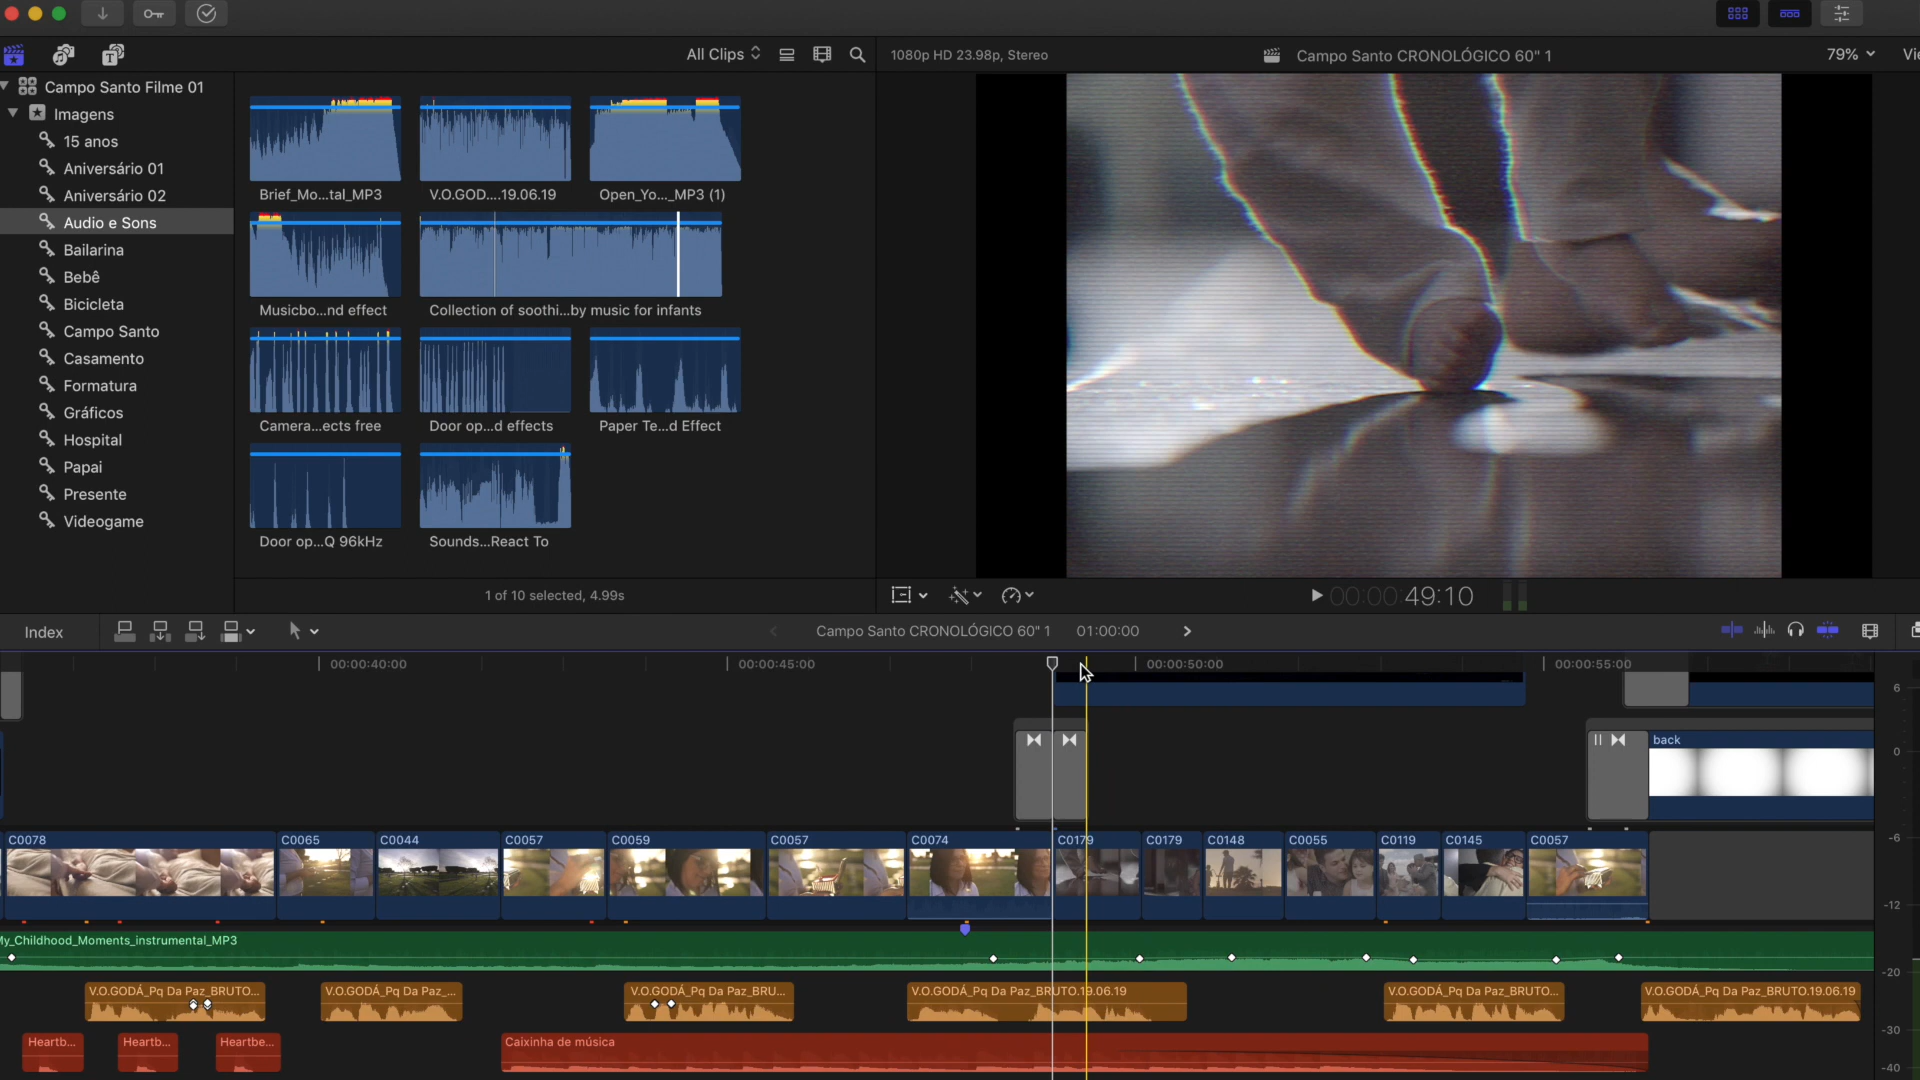 All Clips
1080p HD 23.98p, Stereo
Campo Santo CRONOLÓGICO 60" 1
79%
Vie
Campo Santo Filme 01
Imagens
15 anos
Aniversário 01
Aniversário 02
Audio e Sons
Bailarina
Bebê
Bicicleta
Campo Santo
Casamento
Formatura
Gráficos
Hospital
Papai
Presente
Videogame
Brief_Mo...tal_MP3
V.O.GOD....19.06.19
Open_Yo..._MP3 (1)
Musicbo...nd effect
Collection of soothi...by music for infants
Camera...ects free
Door op...d effects
Paper Te...d Effect
Door op...Q 96kHz
Sounds...React To
1 of 10 selected, 4.99s
00:00:00 49:10
Index
Campo Santo CRONOLÓGICO 60" 1
01:00:00
00:00:40:00
00:00:45:00
00:00:50:00
00:00:55:00
6
0
-6
-12
-20
-30
-40
back
C0078
C0065
C0044
C0057
C0059
C0057
C0074
C0179
C0179
C0148
C0055
C0119
C0145
C0057
My_Childhood_Moments_instrumental_MP3
V.O.GODÁ_Pq Da Paz_BRUTO...
V.O.GODÁ_Pq Da Paz_...
V.O.GODÁ_Pq Da Paz_BRU...
V.O.GODÁ_Pq Da Paz_BRUTO.19.06.19
V.O.GODÁ_Pq Da Paz_BRUTO...
V.O.GODÁ_Pq Da Paz_BRUTO.19.06.19
Heartb...
Heartb...
Heartbe...
Caixinha de música